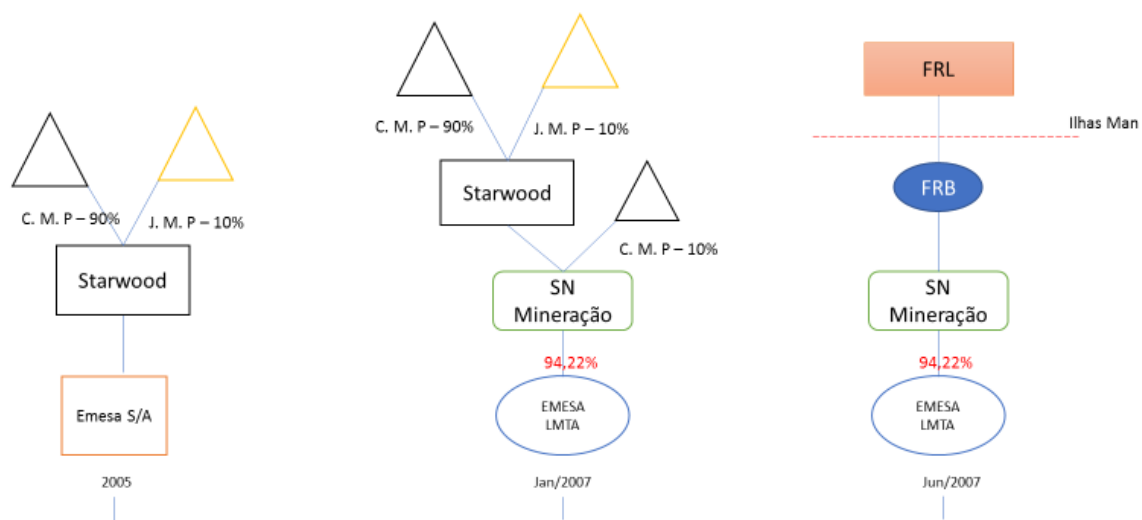 C. M. P – 90%
J. M. P – 10%
Starwood
Emesa S/A
2005
C. M. P – 90%
J. M. P – 10%
Starwood
C. M. P – 10%
SN
Mineração
94,22%
EMESA
LMTA
Jan/2007
FRL
Ilhas Man
FRB
SN
Mineração
94,22%
EMESA
LMTA
Jun/2007